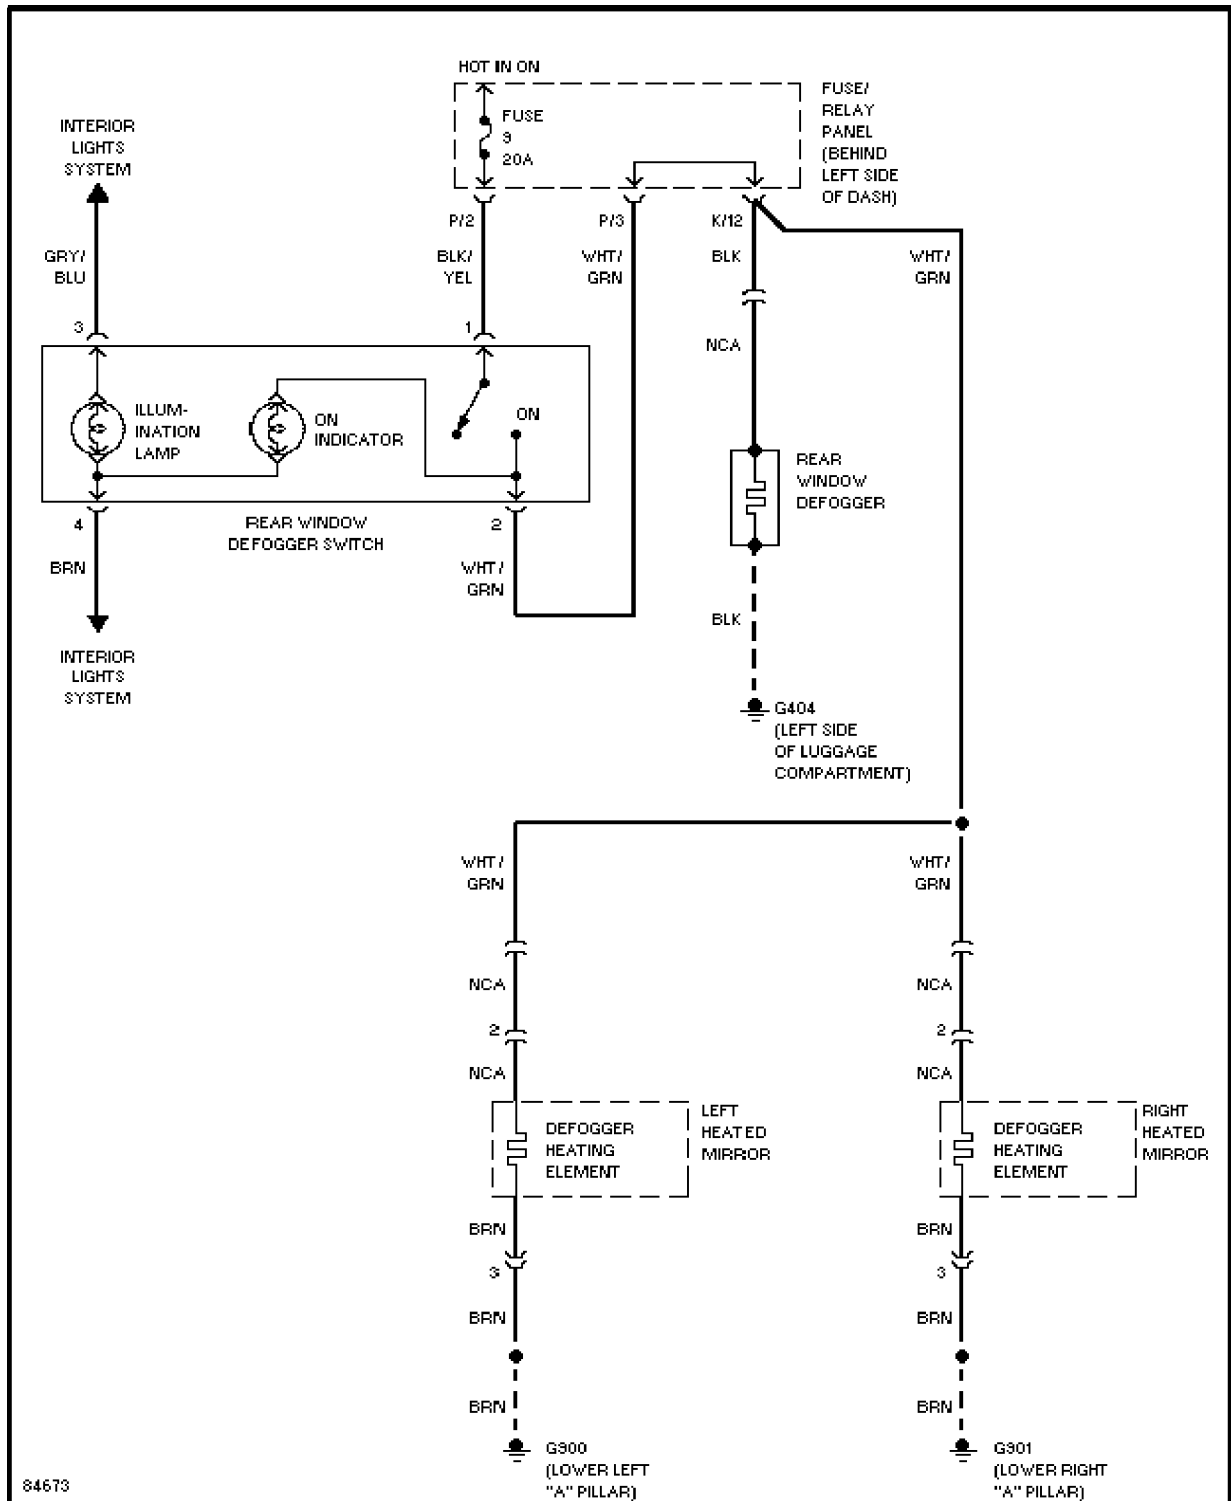 HOT IN ON
FUSE
9
20A
FUSE/
RELAY
PANEL
(BEHIND
LEFT SIDE
OF DASH)
INTERIOR
LIGHTS
SYSTEM
P/2
P/3
K/12
GRY/
BLU
BLK/
YEL
WHT/
GRN
BLK
WHT/
GRN
3
1
NCA
ILLUM-
INATION
LAMP
ON
INDICATOR
ON
REAR
WINDOW
DEFOGGER
4
REAR WINDOW
DEFOGGER SWITCH
2
BRN
WHT/
GRN
BLK
INTERIOR
LIGHTS
SYSTEM
G404
(LEFT SIDE
OF LUGGAGE
COMPARTMENT)
WHT/
GRN
WHT/
GRN
NCA
NCA
2
2
NCA
NCA
DEFOGGER
HEATING
ELEMENT
LEFT
HEATED
MIRROR
DEFOGGER
HEATING
ELEMENT
RIGHT
HEATED
MIRROR
BRN
BRN
3
3
BRN
BRN
BRN
BRN
G900
(LOWER LEFT
"A" PILLAR)
G901
(LOWER RIGHT
"A" PILLAR)
84673